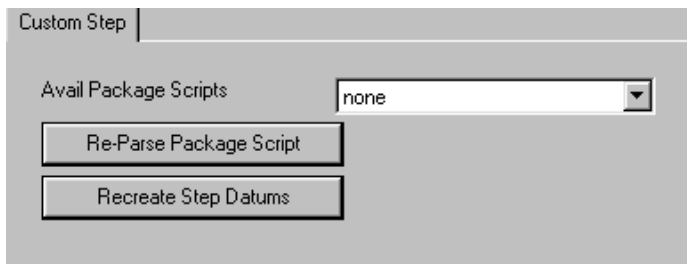 Custom Step
Avail Package Scripts
none
Re-Parse Package Script
Recreate Step Datums